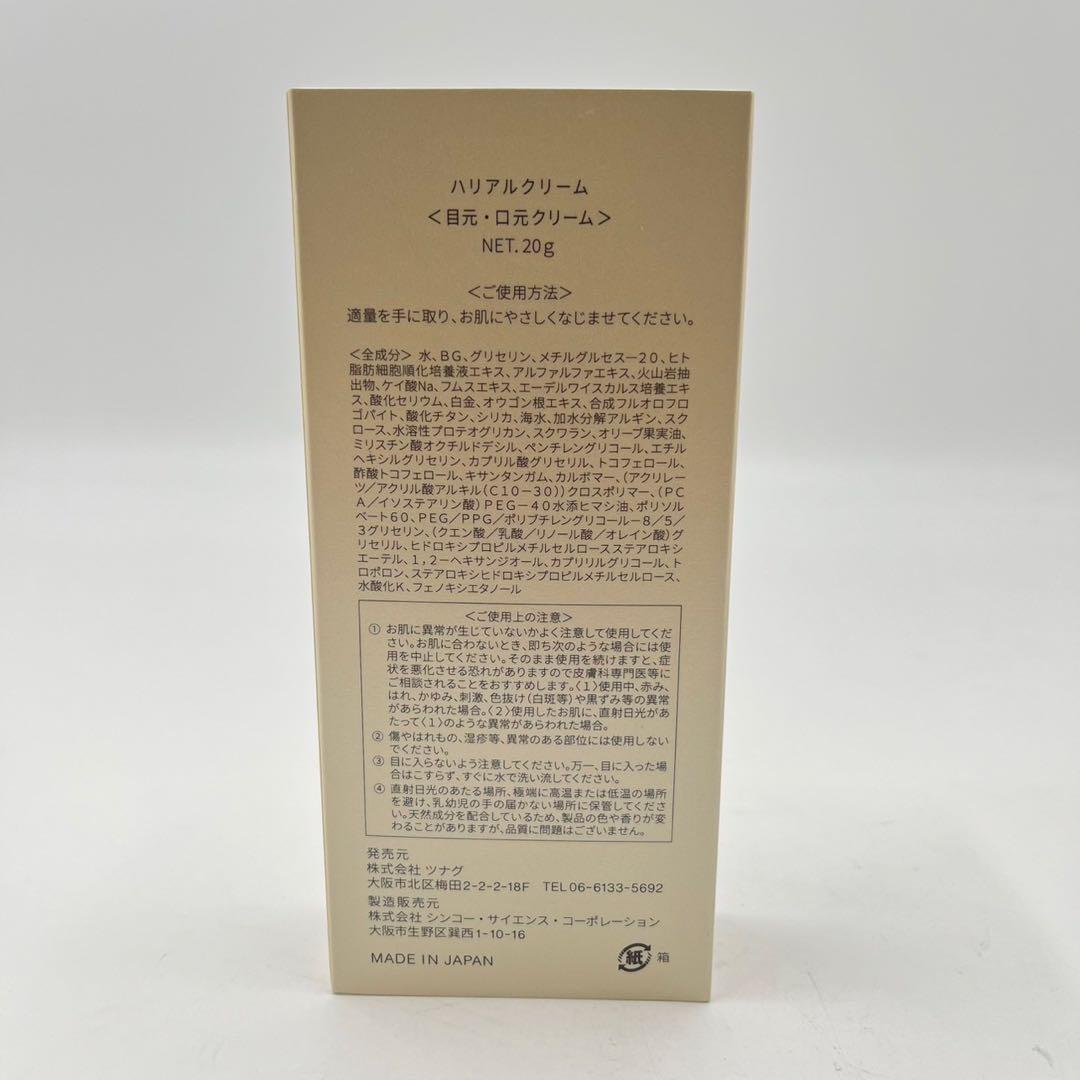 ハリアルクリーム
＜目元・口元クリーム＞
NET.20g
＜ご使用方法＞
適量を手に取り、お肌にやさしくなじませてください。
＜全成分＞ 水、ＢＧ、グリセリン、メチルグルセスー２０、ヒト
脂肪細胞順化培養液エキス、アルファルファエキス、火山岩抽
出物、ケイ酸Na、フムスエキス、エーデルワイスカルス培養エキ
ス、酸化セリウム、白金、オウゴン根エキス、合成フルオロフロ
ゴパイト、酸化チタン、シリカ、海水、加水分解アルギン、スク
ロース、水溶性プロテオグリカン、スクワラン、オリーブ果実油、
ミリスチン酸オクチルドデシル、ペンチレングリコール、エチル
ヘキシルグリセリン、カプリル酸グリセリル、トコフェロール、
酢酸トコフェロール、キサンタンガム、カルボマー、（アクリレー
ツ／アクリル酸アルキル（Ｃ１０－３０））クロスポリマー、（ＰＣ
Ａ／イソステアリン酸）ＰＥＧ－４０水添ヒマシ油、ポリソル
ベート６０、ＰＥＧ／ＰＰＧ／ポリブチレングリコール－８／５／
３グリセリン、（クエン酸／乳酸／リノール酸／オレイン酸）グ
リセリル、ヒドロキシプロピルメチルセルロースステアロキシ
エーテル、１，２－ヘキサンジオール、カプリリルグリコール、ト
ロポロン、ステアロキシヒドロキシプロピルメチルセルロース、
水酸化Ｋ、フェノキシエタノール
＜ご使用上の注意＞
① お肌に異常が生じていないかよく注意して使用してくだ
さい。お肌に合わないとき、即ち次のような場合には使
用を中止してください。そのまま使用を続けますと、症
状を悪化させる恐れがありますので皮膚科専門医等に
ご相談されることをおすすめします。〈1〉使用中、赤み、
はれ、かゆみ、刺激、色抜け（白斑等）や黒ずみ等の異常
があらわれた場合。〈2〉使用したお肌に、直射日光があ
たって〈1〉のような異常があらわれた場合。
② 傷やはれもの、湿疹等、異常のある部位には使用しない
でください。
③ 目に入らないよう注意してください。万一、目に入った場
合はこすらず、すぐに水で洗い流してください。
④ 直射日光のあたる場所、極端に高温または低温の場所
を避け、乳幼児の手の届かない場所に保管してくださ
い。天然成分を配合しているため、製品の色や香りが変
わることがありますが、品質に問題はございません。
発売元
株式会社 ツナグ
大阪市北区梅田2-2-2-18F TEL06-6133-5692
製造販売元
株式会社 シンコー・サイエンス・コーポレーション
大阪市生野区巽西1-10-16
MADE IN JAPAN 紙 箱